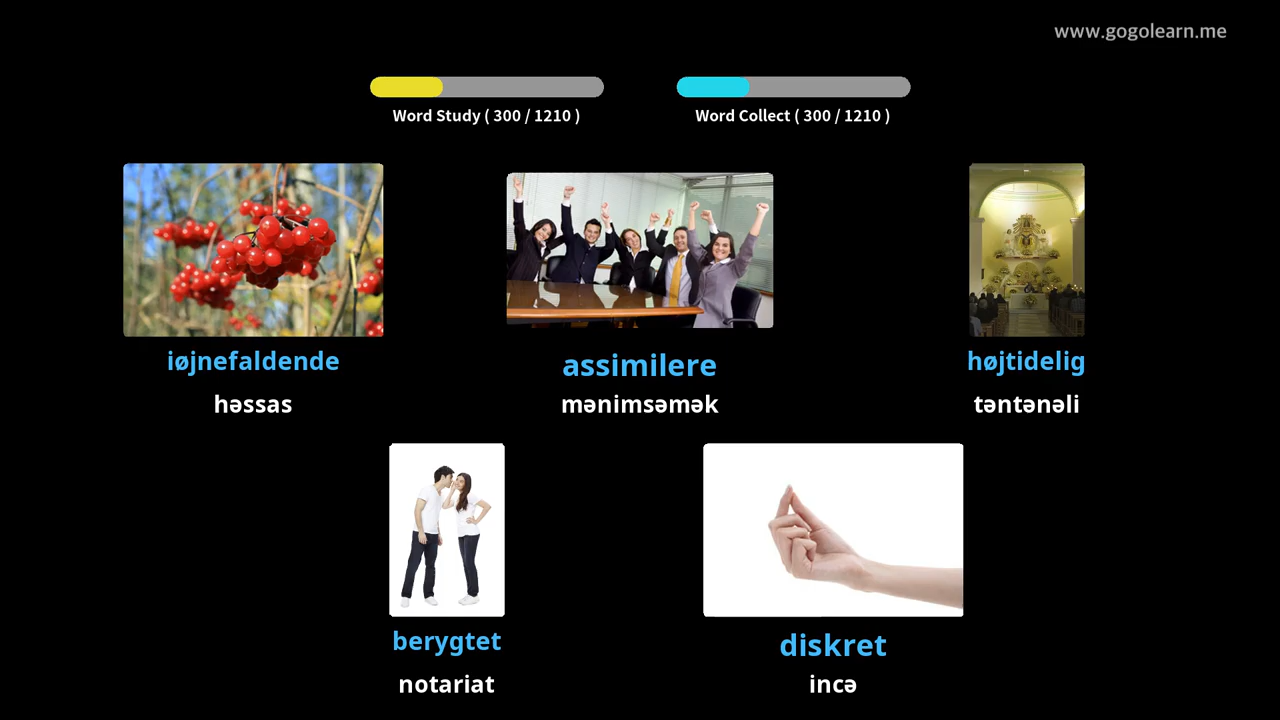 www.gogolearn.me
Word Study ( 300 / 1210 )
Word Collect ( 300 / 1210 )
iøjnefaldende
assimilere
højtidelig
həssas
mənimsəmək
təntənəli
berygtet
diskret
notariat
incə